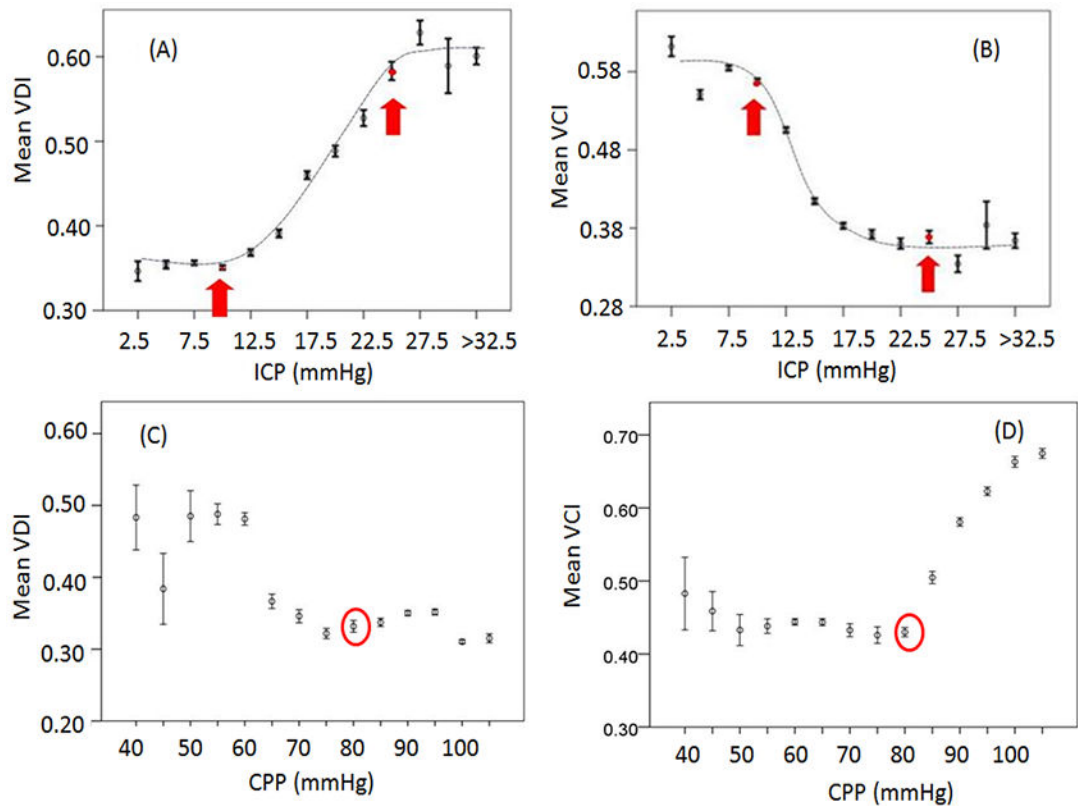 (A)
Mean VDI
0.60
0.50
0.40
0.30
2.5 7.5 12.5 17.5 22.5 27.5 >32.5
ICP (mmHg)
(B)
Mean VCI
0.58
0.48
0.38
0.28
2.5 7.5 12.5 17.5 22.5 27.5 >32.5
ICP (mmHg)
(C)
Mean VDI
0.60
0.50
0.40
0.30
0.20
40 50 60 70 80 90 100
CPP (mmHg)
(D)
Mean VCI
0.70
0.60
0.50
0.40
0.30
40 50 60 70 80 90 100
CPP (mmHg)